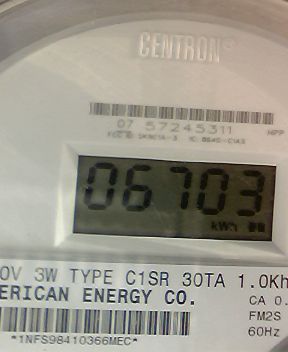 CENTRON®
07 57245311
06703
kWh
0V 3W TYPE C1SR 30TA 1.0Kh
ERICAN ENERGY CO.
CA 0.
FM2S
60Hz
*1NFS98410366MEC*